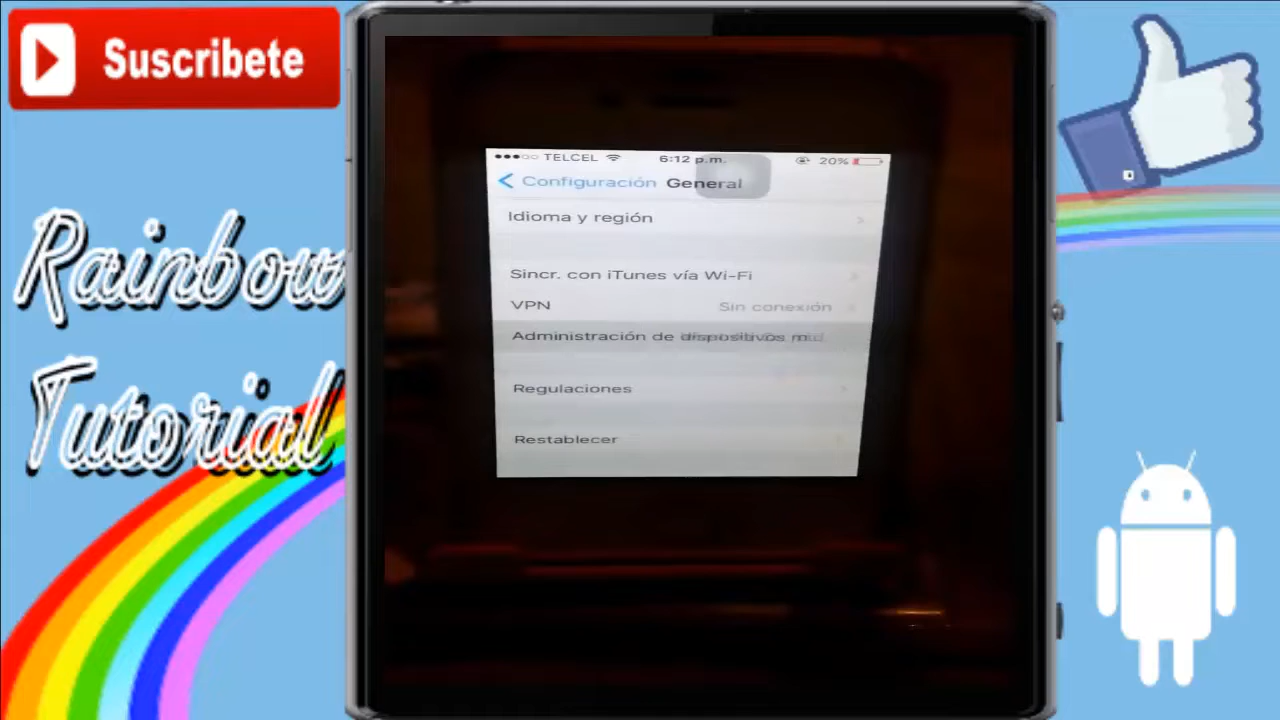 Suscribete
Rainbow
Tutorial
TELCEL 6:12 p.m. 20%
Configuración General
Idioma y región
Sincr. con iTunes vía Wi-Fi
VPN Sin conexión
Administración de dispositivos
Regulaciones
Restablecer